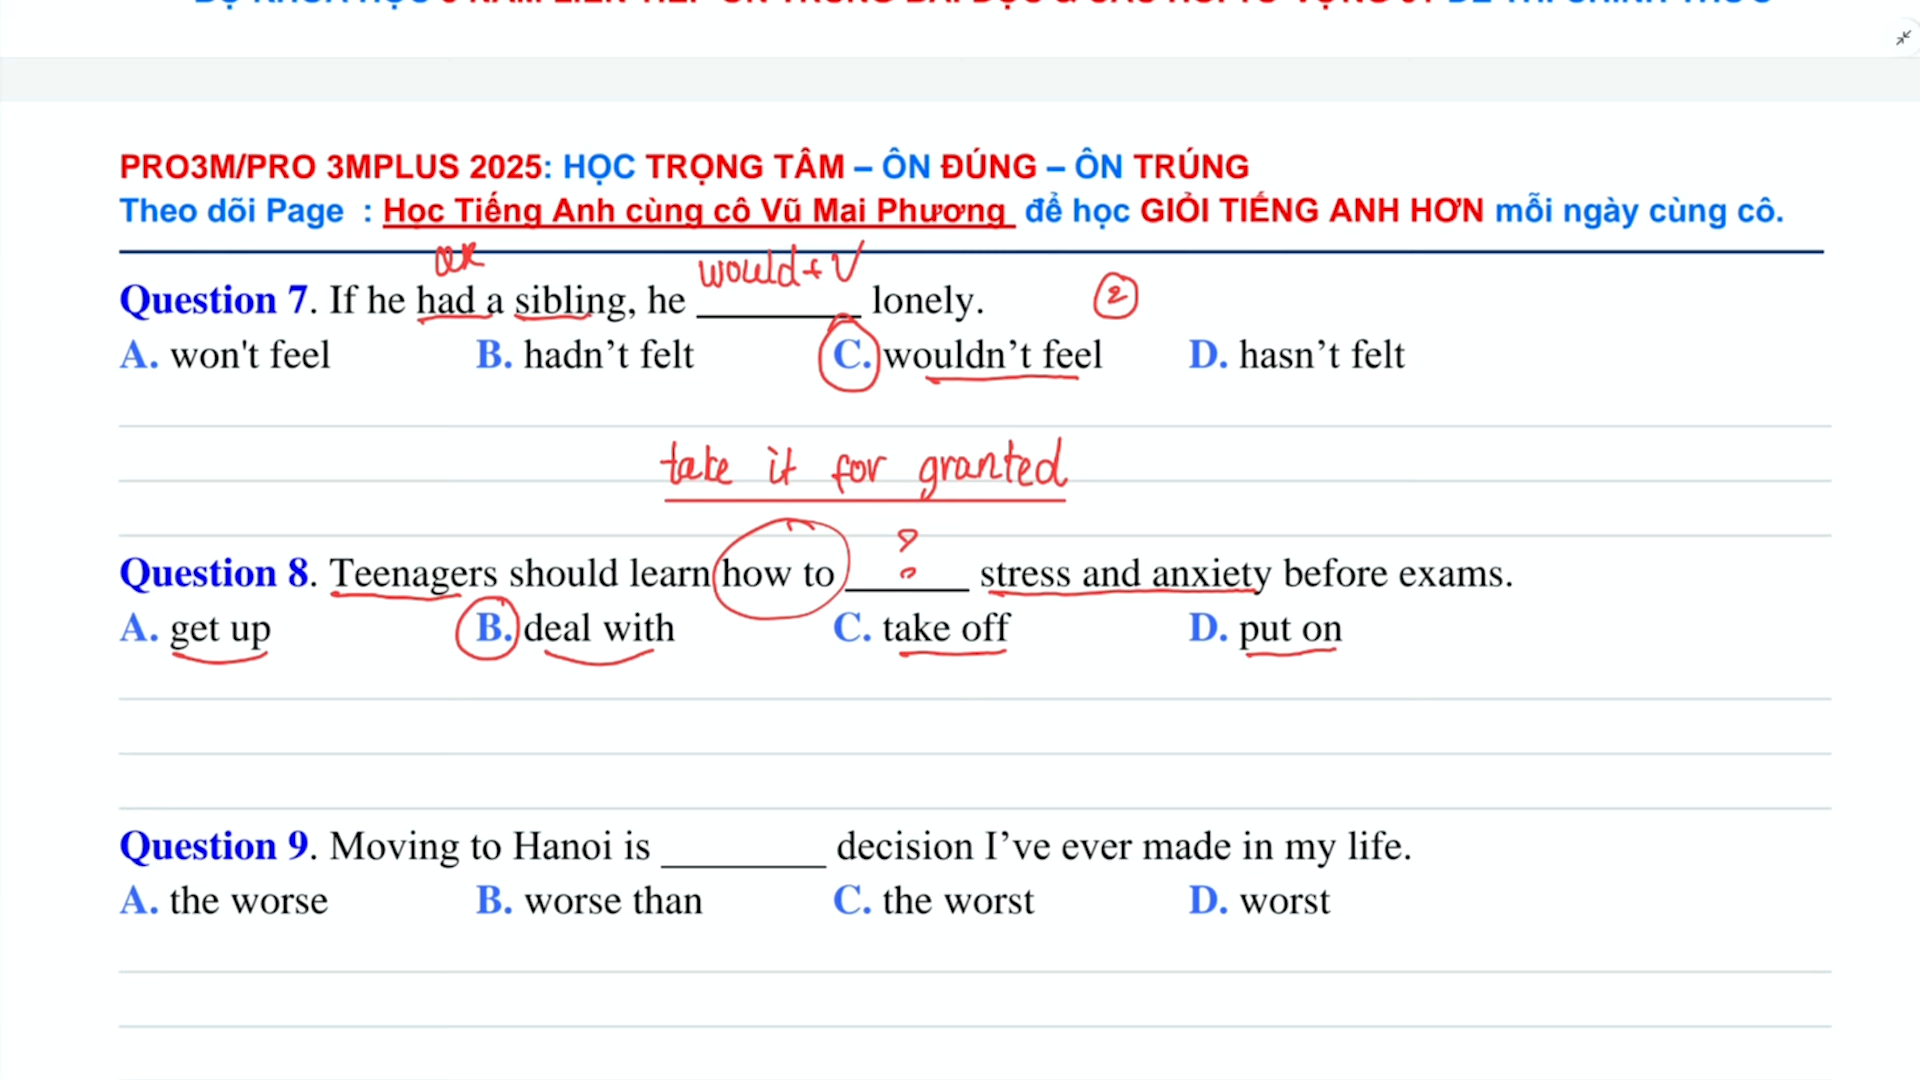 PRO3M/PRO 3MPLUS 2025: HỌC TRỌNG TÂM – ÔN ĐÚNG – ÔN TRÚNG
Theo dõi Page : Học Tiếng Anh cùng cô Vũ Mai Phương để học GIỎI TIẾNG ANH HƠN mỗi ngày cùng cô.
would + V
Question 7. If he had a sibling, he ________ lonely. 2
A. won't feel B. hadn’t felt C. wouldn’t feel D. hasn’t felt
take it for granted
?
Question 8. Teenagers should learn how to ______ stress and anxiety before exams.
A. get up B. deal with C. take off D. put on
Question 9. Moving to Hanoi is ________ decision I’ve ever made in my life.
A. the worse B. worse than C. the worst D. worst